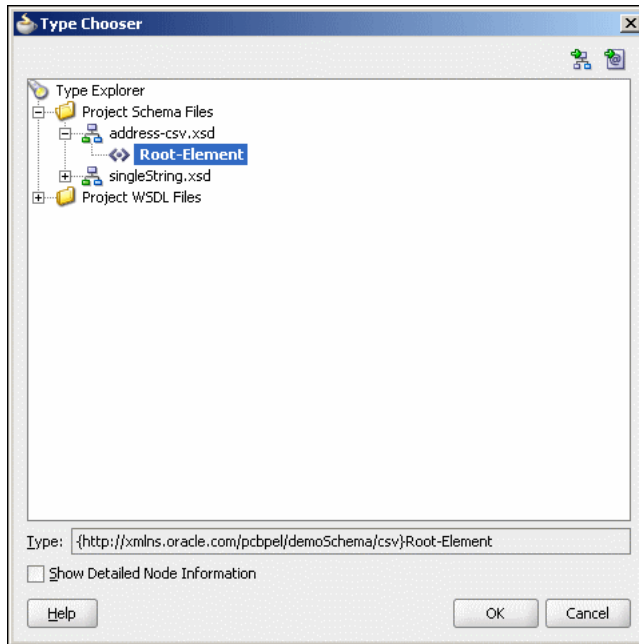 Type Chooser
Type Explorer
Project Schema Files
address-csv.xsd
Root-Element
singleString.xsd
Project WSDL Files
Type: {http://xmlns.oracle.com/pcbpel/demoSchema/csv}Root-Element
Show Detailed Node Information
Help OK Cancel